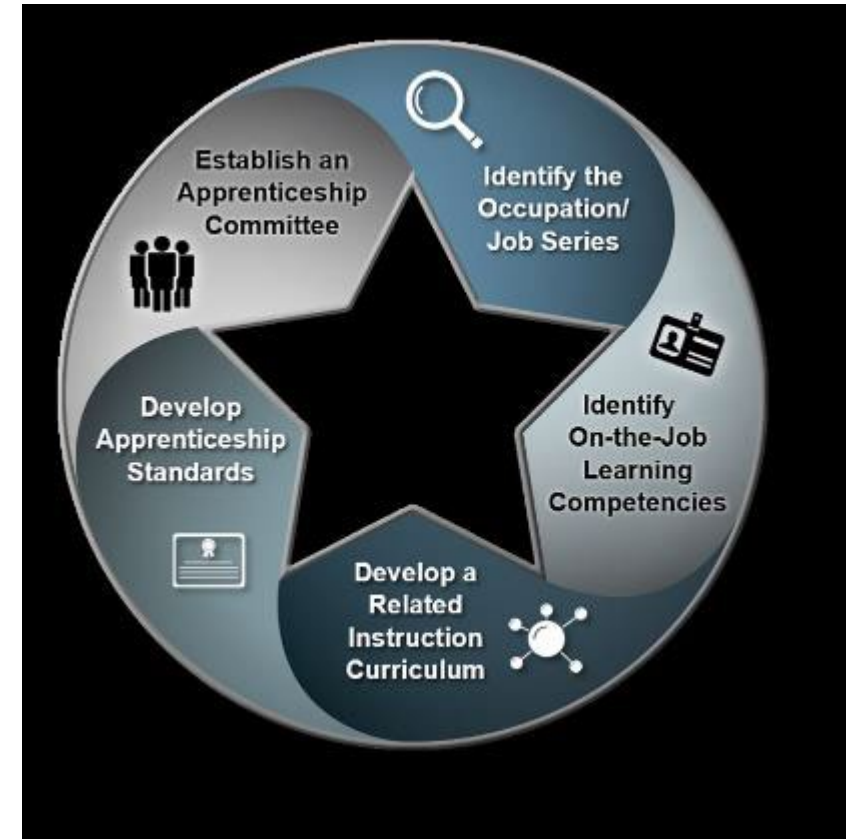 Establish an
Apprenticeship
Committee
Identify the
Occupation/
Job Series
Identify
On-the-Job
Learning
Competencies
Develop a
Related
Instruction
Curriculum
Develop
Apprenticeship
Standards